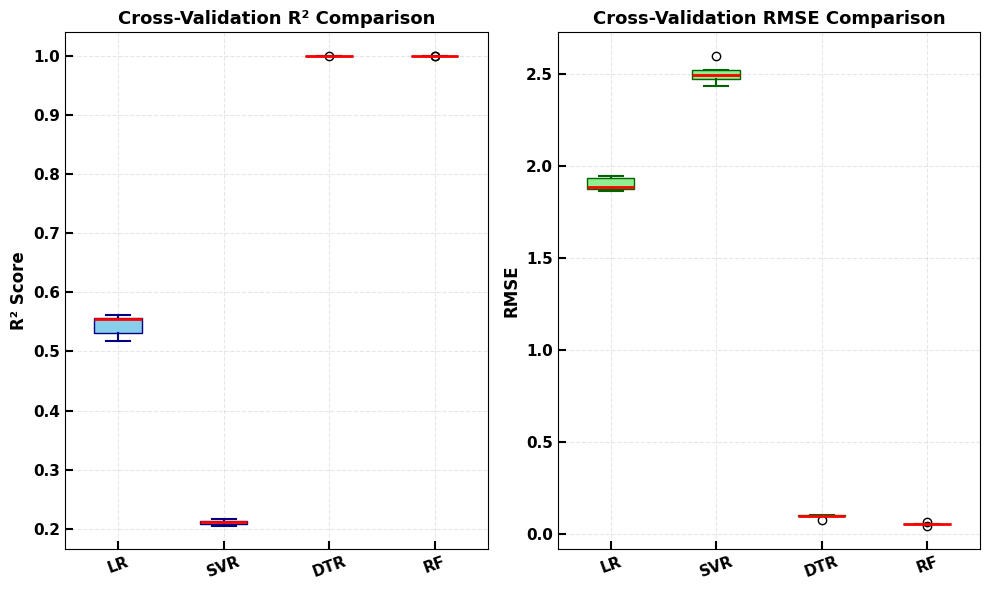 Cross-Validation R² Comparison
R² Score
1.0
0.9
0.8
0.7
0.6
0.5
0.4
0.3
0.2
LR
SVR
DTR
RF
Cross-Validation RMSE Comparison
RMSE
2.5
2.0
1.5
1.0
0.5
0.0
LR
SVR
DTR
RF